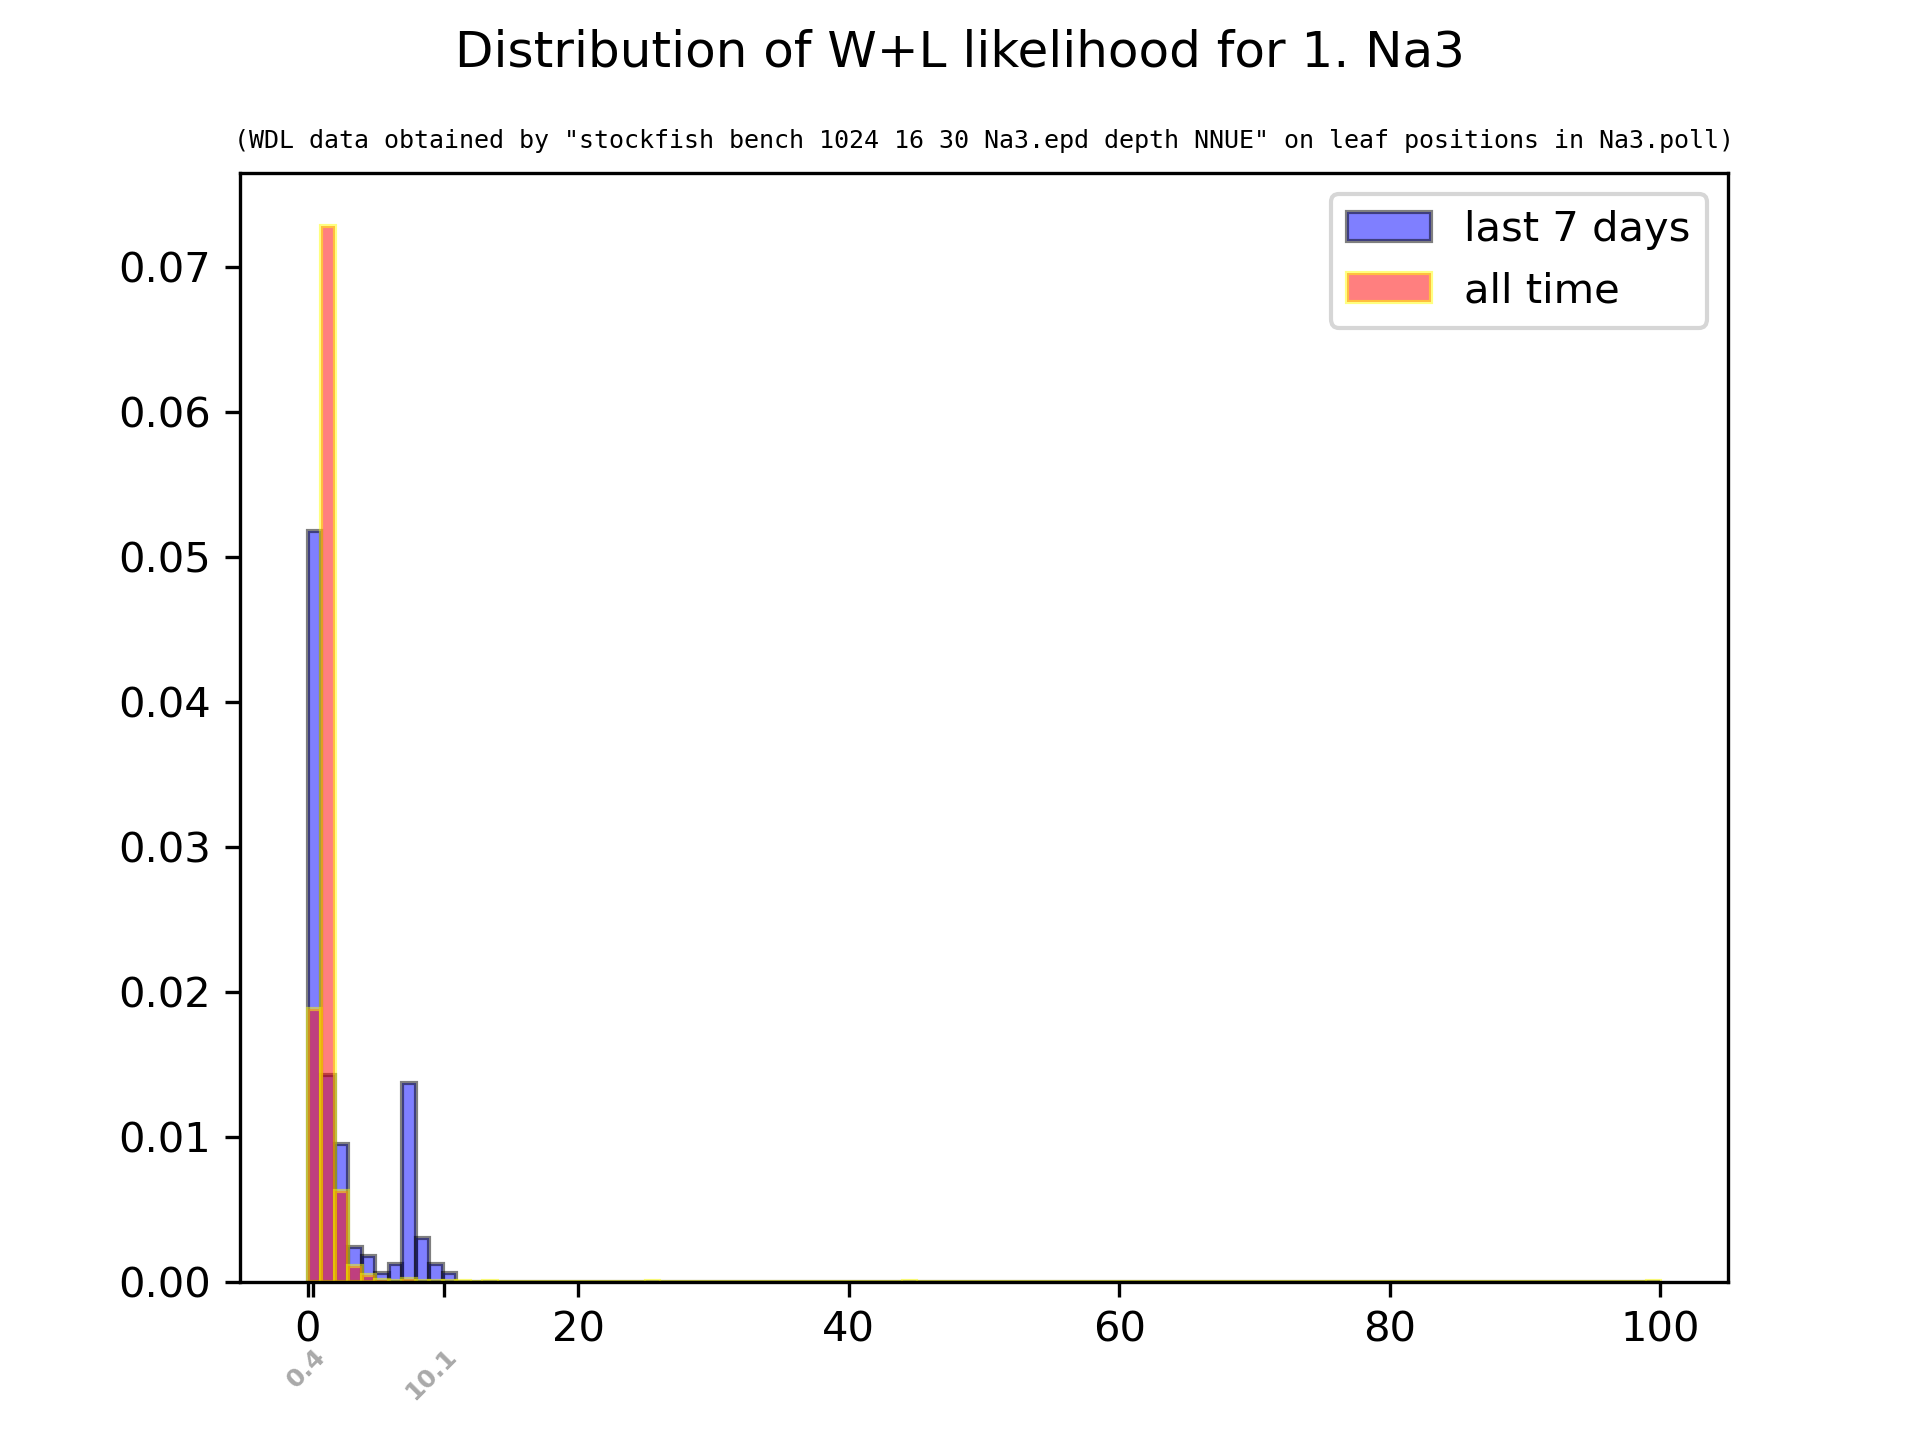 Distribution of W+L likelihood for 1. Na3
(WDL data obtained by "stockfish bench 1024 16 30 Na3.epd depth NNUE" on leaf positions in Na3.poll)
last 7 days
all time
0.07
0.06
0.05
0.04
0.03
0.02
0.01
0.00
0 20 40 60 80 100
0.4 10.1